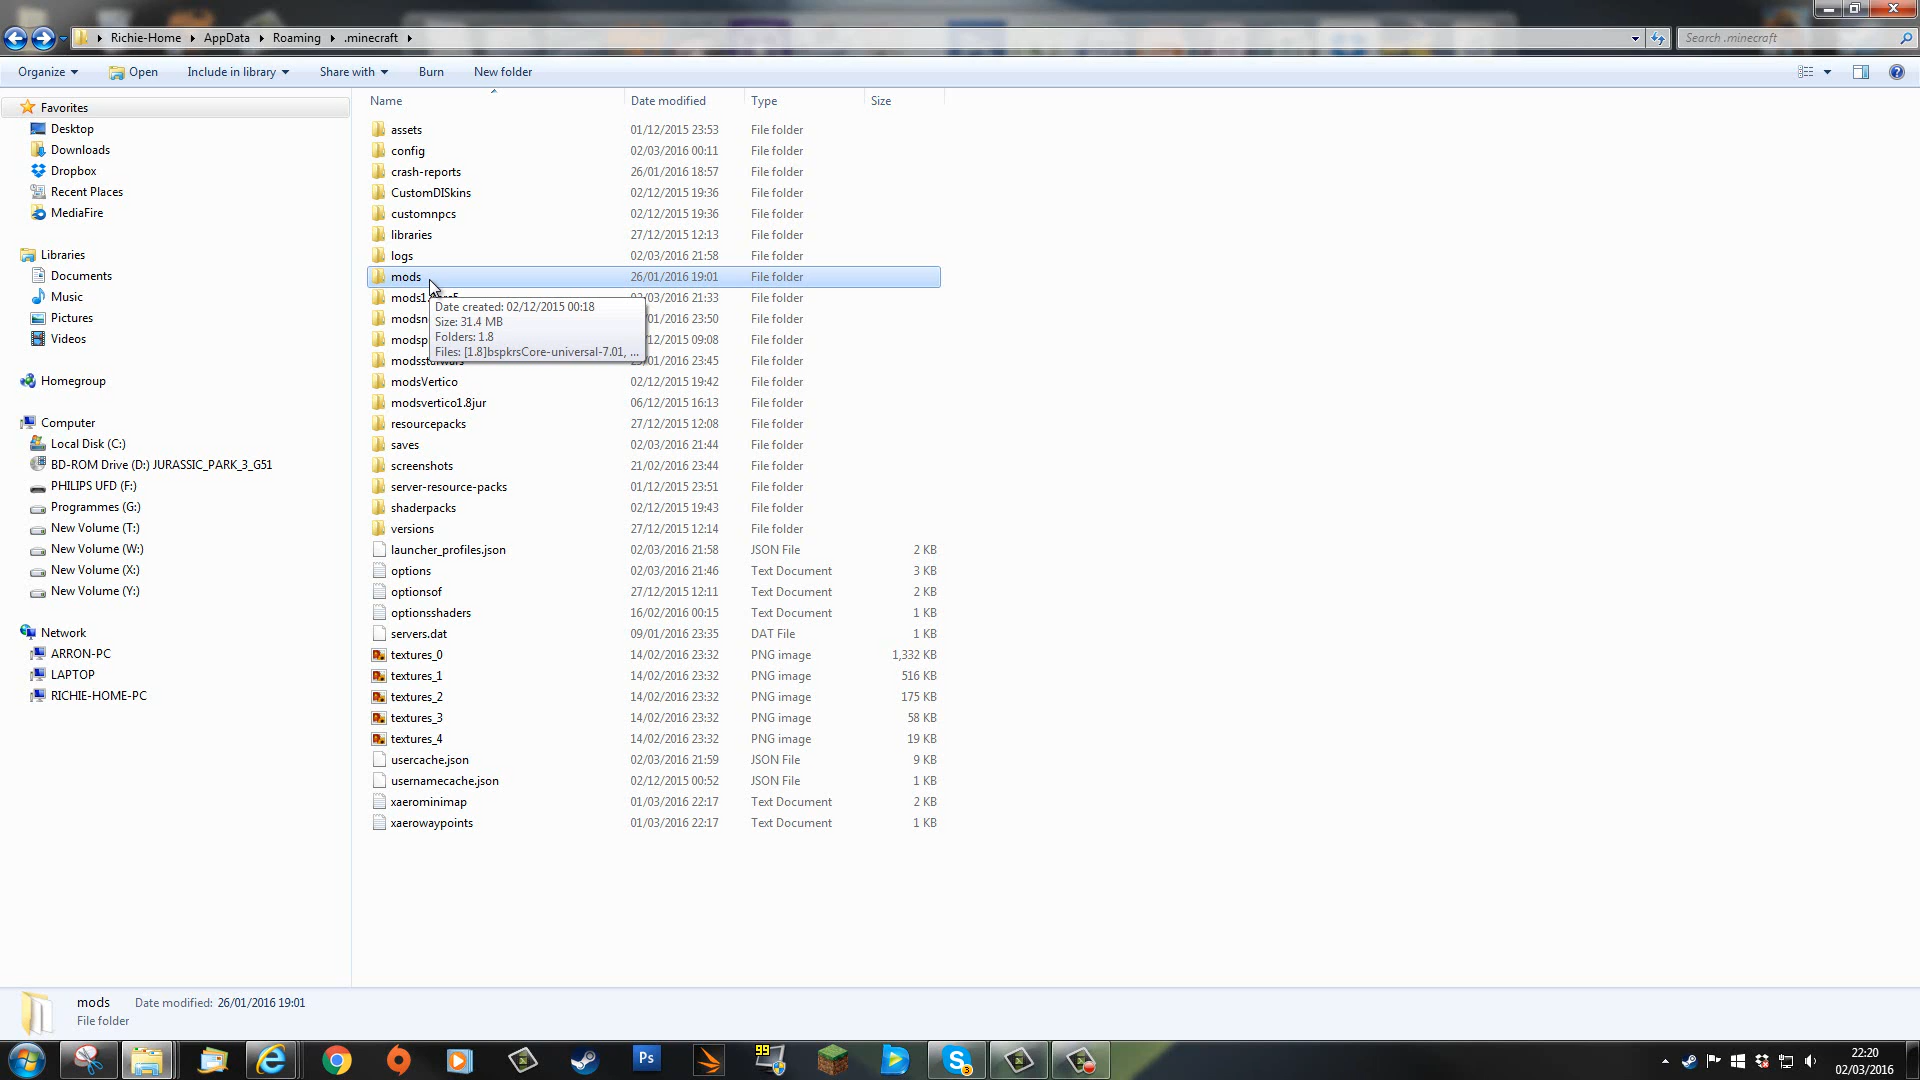 Richie-Home AppData Roaming .minecraft
Search .minecraft
Organize Open Include in library Share with Burn New folder
Favorites
Desktop
Downloads
Dropbox
Recent Places
MediaFire
Libraries
Documents
Music
Pictures
Videos
Homegroup
Computer
Local Disk (C:)
BD-ROM Drive (D:) JURASSIC_PARK_3_G51
PHILIPS UFD (F:)
Programmes (G:)
New Volume (T:)
New Volume (W:)
New Volume (X:)
New Volume (Y:)
Network
ARRON-PC
LAPTOP
RICHIE-HOME-PC
Name Date modified Type Size
assets 01/12/2015 23:53 File folder
config 02/03/2016 00:11 File folder
crash-reports 26/01/2016 18:57 File folder
CustomDISkins 02/12/2015 19:36 File folder
customnpcs 02/12/2015 19:36 File folder
libraries 27/12/2015 12:13 File folder
logs 02/03/2016 21:58 File folder
mods 26/01/2016 19:01 File folder
21:33 File folder
23:50 File folder
09:08 File folder
23:45 File folder
Date created: 02/12/2015 00:18
Size: 31.4 MB
Folders: 1.8
Files: [1.8]bspkrsCore-universal-7.01, ...
modsVertico 02/12/2015 19:42 File folder
modsvertico1.8jur 06/12/2015 16:13 File folder
resourcepacks 27/12/2015 12:08 File folder
saves 02/03/2016 21:44 File folder
screenshots 21/02/2016 23:44 File folder
server-resource-packs 01/12/2015 23:51 File folder
shaderpacks 02/12/2015 19:43 File folder
versions 27/12/2015 12:14 File folder
launcher_profiles.json 02/03/2016 21:58 JSON File 2 KB
options 02/03/2016 21:46 Text Document 3 KB
optionsof 27/12/2015 12:11 Text Document 2 KB
optionsshaders 16/02/2016 00:15 Text Document 1 KB
servers.dat 09/01/2016 23:35 DAT File 1 KB
textures_0 14/02/2016 23:32 PNG image 1,332 KB
textures_1 14/02/2016 23:32 PNG image 516 KB
textures_2 14/02/2016 23:32 PNG image 175 KB
textures_3 14/02/2016 23:32 PNG image 58 KB
textures_4 14/02/2016 23:32 PNG image 19 KB
usercache.json 02/03/2016 21:59 JSON File 9 KB
usernamecache.json 02/12/2015 00:52 JSON File 1 KB
xaerominimap 01/03/2016 22:17 Text Document 2 KB
xaerowaypoints 01/03/2016 22:17 Text Document 1 KB
mods Date modified: 26/01/2016 19:01
File folder
Ps
99
3
22:20
02/03/2016